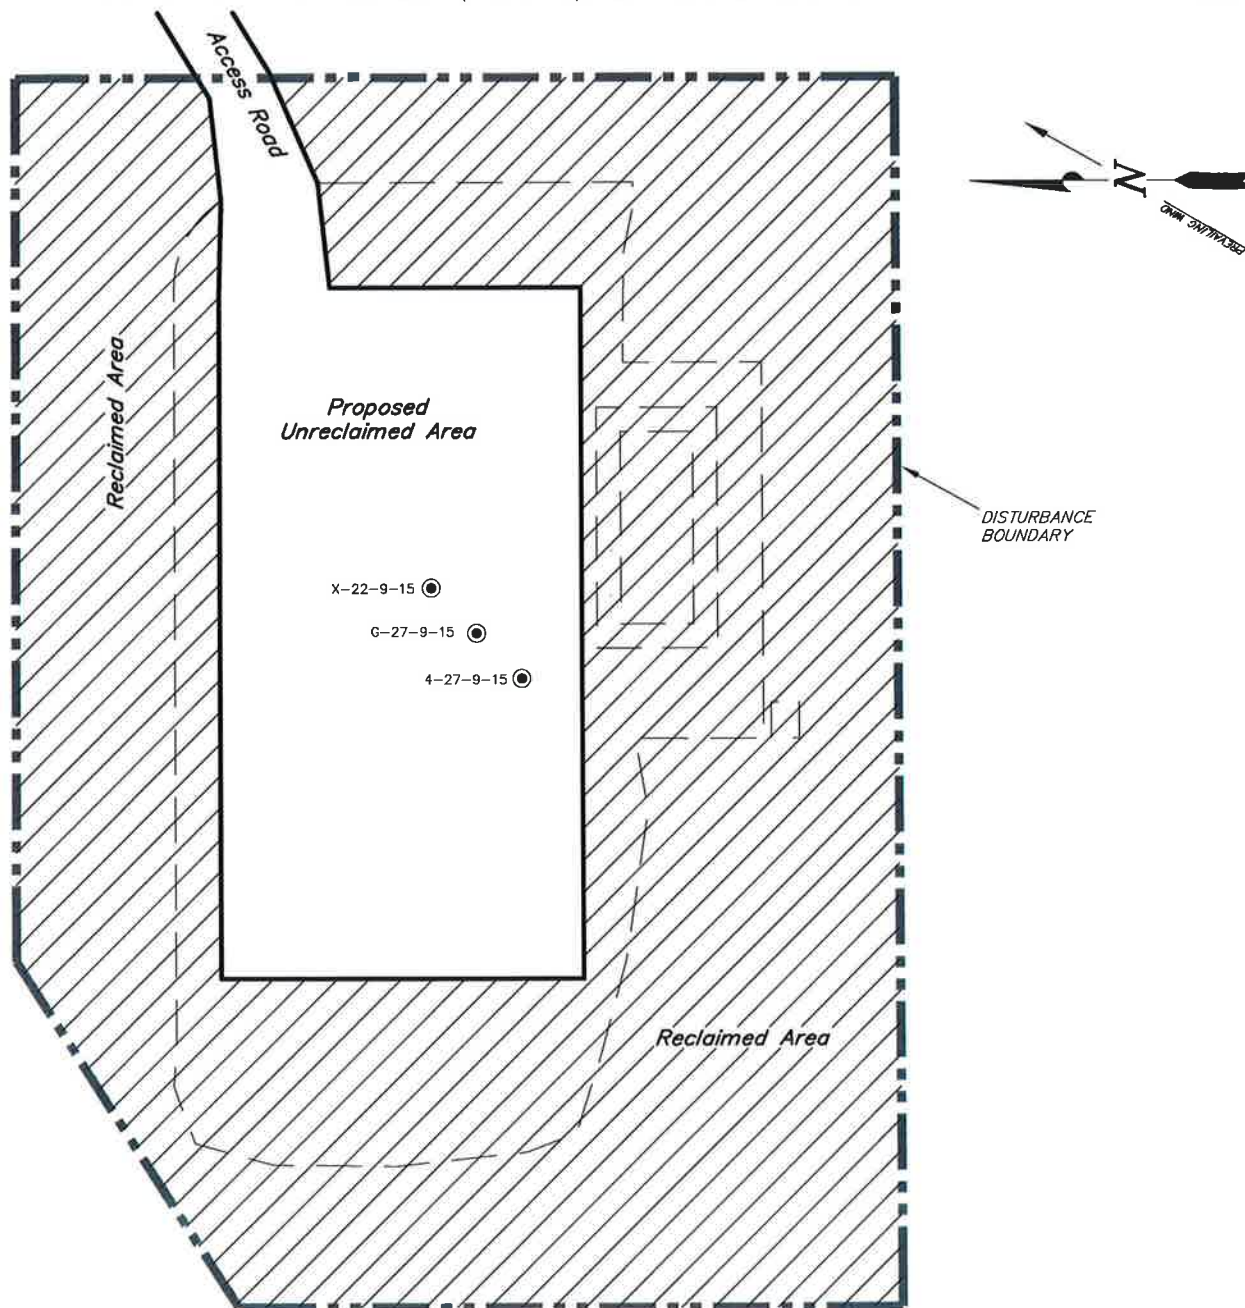 Access Road
N
PREVAILING WIND
Reclaimed Area
Proposed
Unreclaimed Area
DISTURBANCE
BOUNDARY
X-22-9-15
G-27-9-15
4-27-9-15
Reclaimed Area